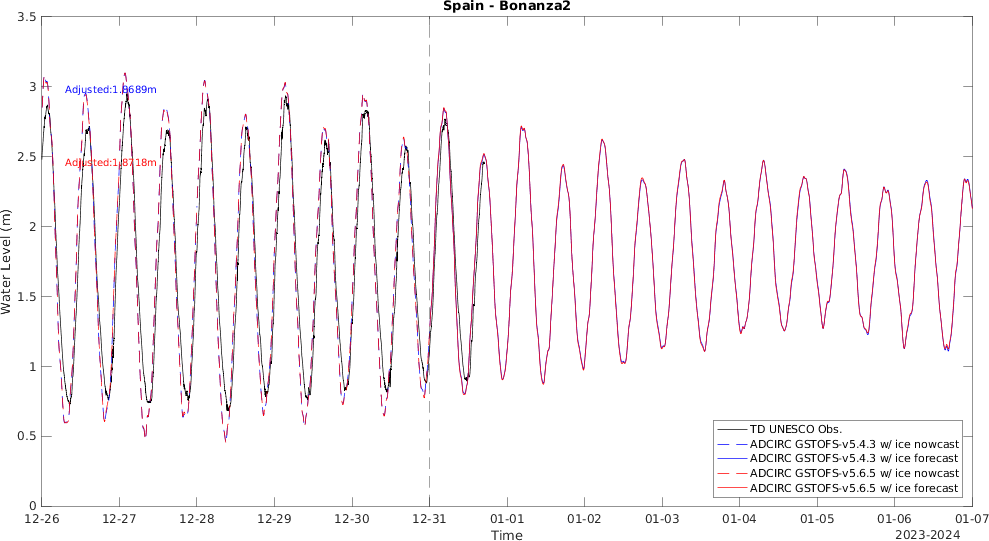 Spain - Bonanza2
3.5
3
2.5
2
1.5
1
0.5
0
Water Level (m)
Adjusted:1.8689m
Adjusted:1.8718m
TD UNESCO Obs.
ADCIRC GSTOFS-v5.4.3 w/ ice nowcast
ADCIRC GSTOFS-v5.4.3 w/ ice forecast
ADCIRC GSTOFS-v5.6.5 w/ ice nowcast
ADCIRC GSTOFS-v5.6.5 w/ ice forecast
12-26 12-27 12-28 12-29 12-30 12-31 01-01 01-02 01-03 01-04 01-05 01-06 01-07
Time
2023-2024